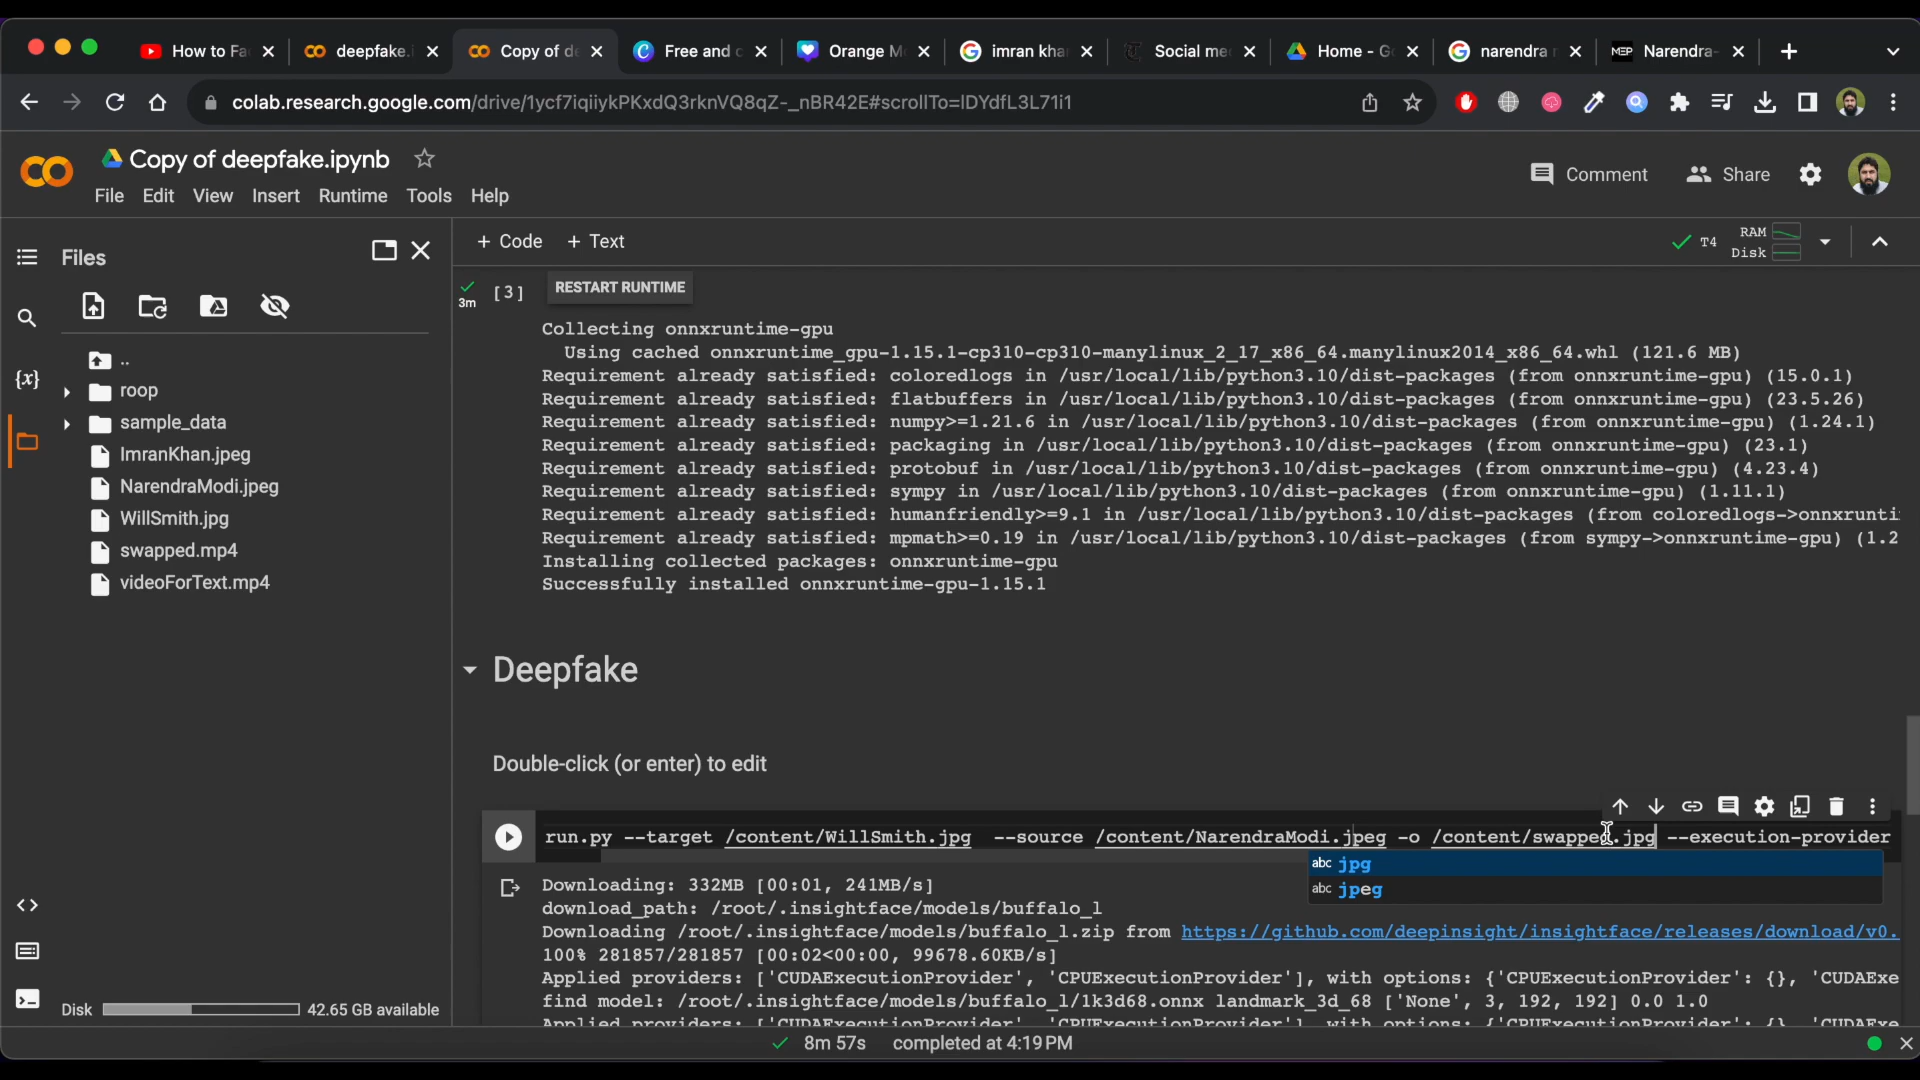 How to Fa
deepfake.
Copy of de
Free and c
Orange M
imran kha
Social me
Home - G
narendra
MEP Narendra-
colab.research.google.com/drive/1ycf7iqiiykPKxdQ3rknVQ8qZ-_nBR42E#scrollTo=lDYdfL3L71i1
Copy of deepfake.ipynb
Comment
Share
File Edit View Insert Runtime Tools Help
Files
+ Code + Text
T4
RAM
Disk
3m
[3]
RESTART RUNTIME
..
roop
sample_data
ImranKhan.jpeg
NarendraModi.jpeg
WillSmith.jpg
swapped.mp4
videoForText.mp4
Disk 42.65 GB available
Collecting onnxruntime-gpu
Using cached onnxruntime_gpu-1.15.1-cp310-cp310-manylinux_2_17_x86_64.manylinux2014_x86_64.whl (121.6 MB)
Requirement already satisfied: coloredlogs in /usr/local/lib/python3.10/dist-packages (from onnxruntime-gpu) (15.0.1)
Requirement already satisfied: flatbuffers in /usr/local/lib/python3.10/dist-packages (from onnxruntime-gpu) (23.5.26)
Requirement already satisfied: numpy>=1.21.6 in /usr/local/lib/python3.10/dist-packages (from onnxruntime-gpu) (1.24.1)
Requirement already satisfied: packaging in /usr/local/lib/python3.10/dist-packages (from onnxruntime-gpu) (23.1)
Requirement already satisfied: protobuf in /usr/local/lib/python3.10/dist-packages (from onnxruntime-gpu) (4.23.4)
Requirement already satisfied: sympy in /usr/local/lib/python3.10/dist-packages (from onnxruntime-gpu) (1.11.1)
Requirement already satisfied: humanfriendly>=9.1 in /usr/local/lib/python3.10/dist-packages (from coloredlogs->onnxrunti
Requirement already satisfied: mpmath>=0.19 in /usr/local/lib/python3.10/dist-packages (from sympy->onnxruntime-gpu) (1.2
Installing collected packages: onnxruntime-gpu
Successfully installed onnxruntime-gpu-1.15.1
Deepfake
Double-click (or enter) to edit
run.py --target /content/WillSmith.jpg --source /content/NarendraModi.jpeg -o /content/swapped.jpg --execution-provider
abc jpg
abc jpeg
Downloading: 332MB [00:01, 241MB/s]
download_path: /root/.insightface/models/buffalo_l
Downloading /root/.insightface/models/buffalo_l.zip from https://github.com/deepinsight/insightface/releases/download/v0.
100% 281857/281857 [00:02<00:00, 99678.60KB/s]
Applied providers: ['CUDAExecutionProvider', 'CPUExecutionProvider'], with options: {'CPUExecutionProvider': {}, 'CUDAExe
find model: /root/.insightface/models/buffalo_l/1k3d68.onnx landmark_3d_68 ['None', 3, 192, 192] 0.0 1.0
Applied providers: ['CUDAExecutionProvider', 'CPUExecutionProvider'], with options: {'CPUExecutionProvider': {}, 'CUDAExe
8m 57s completed at 4:19 PM